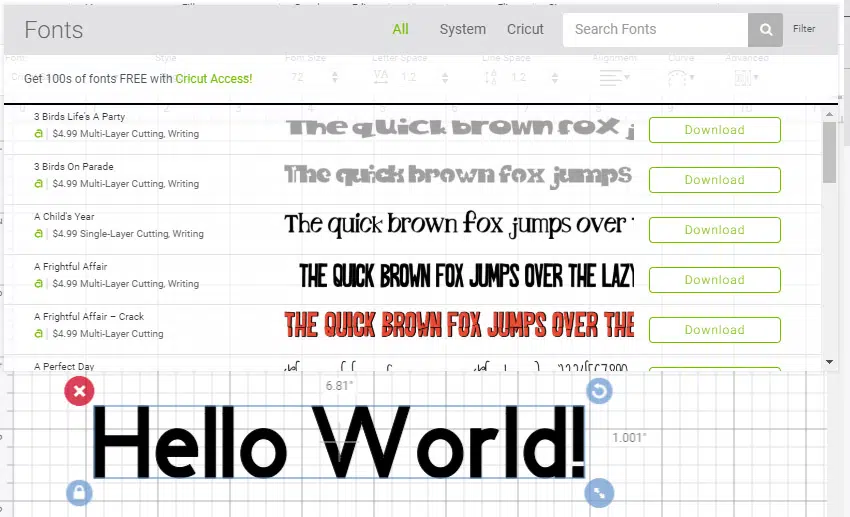 Fonts
All System Cricut Search Fonts Filter
Font Style Font Size Letter Space Line Space Alignment Curve Advanced
Get 100s of fonts FREE with Cricut Access!
72 VA 1.2 1.2
3 Birds Life's A Party
a | $4.99 Multi-Layer Cutting, Writing
The quick brown fox j
Download
3 Birds On Parade
a | $4.99 Multi-Layer Cutting, Writing
The quick brown fox jumps
Download
A Child's Year
a | $4.99 Single-Layer Cutting, Writing
The quick brown fox jumps over
Download
A Frightful Affair
a | $4.99 Multi-Layer Cutting, Writing
THE QUICK BROWN FOX JUMPS OVER THE LAZY
Download
A Frightful Affair – Crack
a | $4.99 Multi-Layer Cutting
THE QUICK BROWN FOX JUMPS OVER THE
Download
A Perfect Day
6.81"
Hello World!
1.001"